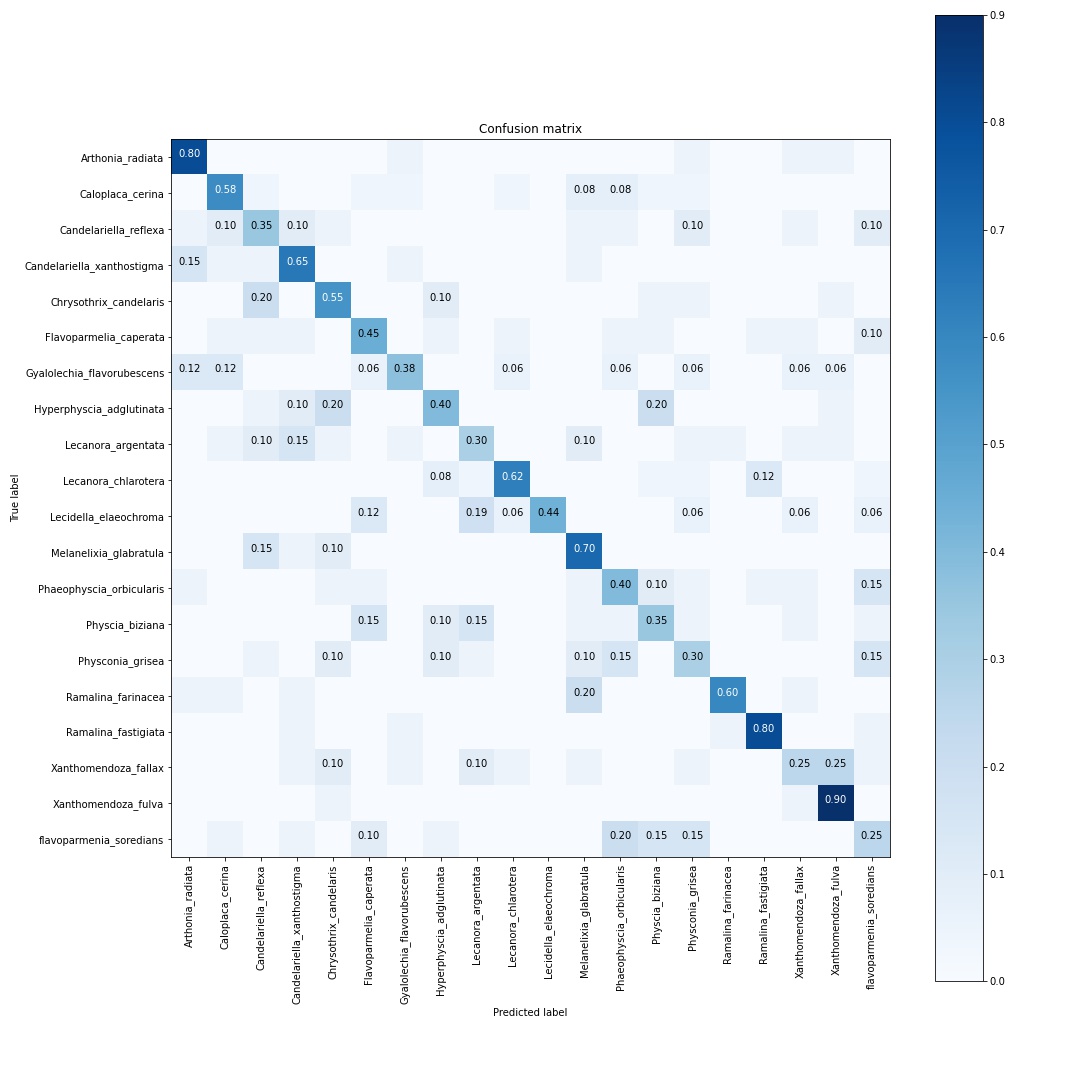 Confusion matrix
Arthonia_radiata 0.80
Caloplaca_cerina 0.58 0.08 0.08
Candelariella_reflexa 0.10 0.35 0.10 0.10 0.10
Candelariella_xanthostigma 0.15 0.65
Chrysothrix_candelaris 0.20 0.55 0.10
Flavoparmelia_caperata 0.45 0.10
Gyalolechia_flavorubescens 0.12 0.12 0.06 0.38 0.06 0.06 0.06 0.06 0.06
Hyperphyscia_adglutinata 0.10 0.20 0.40 0.20
Lecanora_argentata 0.10 0.15 0.30 0.10
Lecanora_chlarotera 0.08 0.62 0.12
Lecidella_elaeochroma 0.12 0.19 0.06 0.44 0.06 0.06 0.06
Melanelixia_glabratula 0.15 0.10 0.70
Phaeophyscia_orbicularis 0.40 0.10 0.15
Physcia_biziana 0.15 0.10 0.15 0.35
Physconia_grisea 0.10 0.10 0.10 0.15 0.30 0.15
Ramalina_farinacea 0.20 0.60
Ramalina_fastigiata 0.80
Xanthomendoza_fallax 0.10 0.10 0.25 0.25
Xanthomendoza_fulva 0.90
flavoparmenia_soredians 0.10 0.20 0.15 0.15 0.25
True label
Arthonia_radiata
Caloplaca_cerina
Candelariella_reflexa
Candelariella_xanthostigma
Chrysothrix_candelaris
Flavoparmelia_caperata
Gyalolechia_flavorubescens
Hyperphyscia_adglutinata
Lecanora_argentata
Lecanora_chlarotera
Lecidella_elaeochroma
Melanelixia_glabratula
Phaeophyscia_orbicularis
Physcia_biziana
Physconia_grisea
Ramalina_farinacea
Ramalina_fastigiata
Xanthomendoza_fallax
Xanthomendoza_fulva
flavoparmenia_soredians
Predicted label
0.9
0.8
0.7
0.6
0.5
0.4
0.3
0.2
0.1
0.0